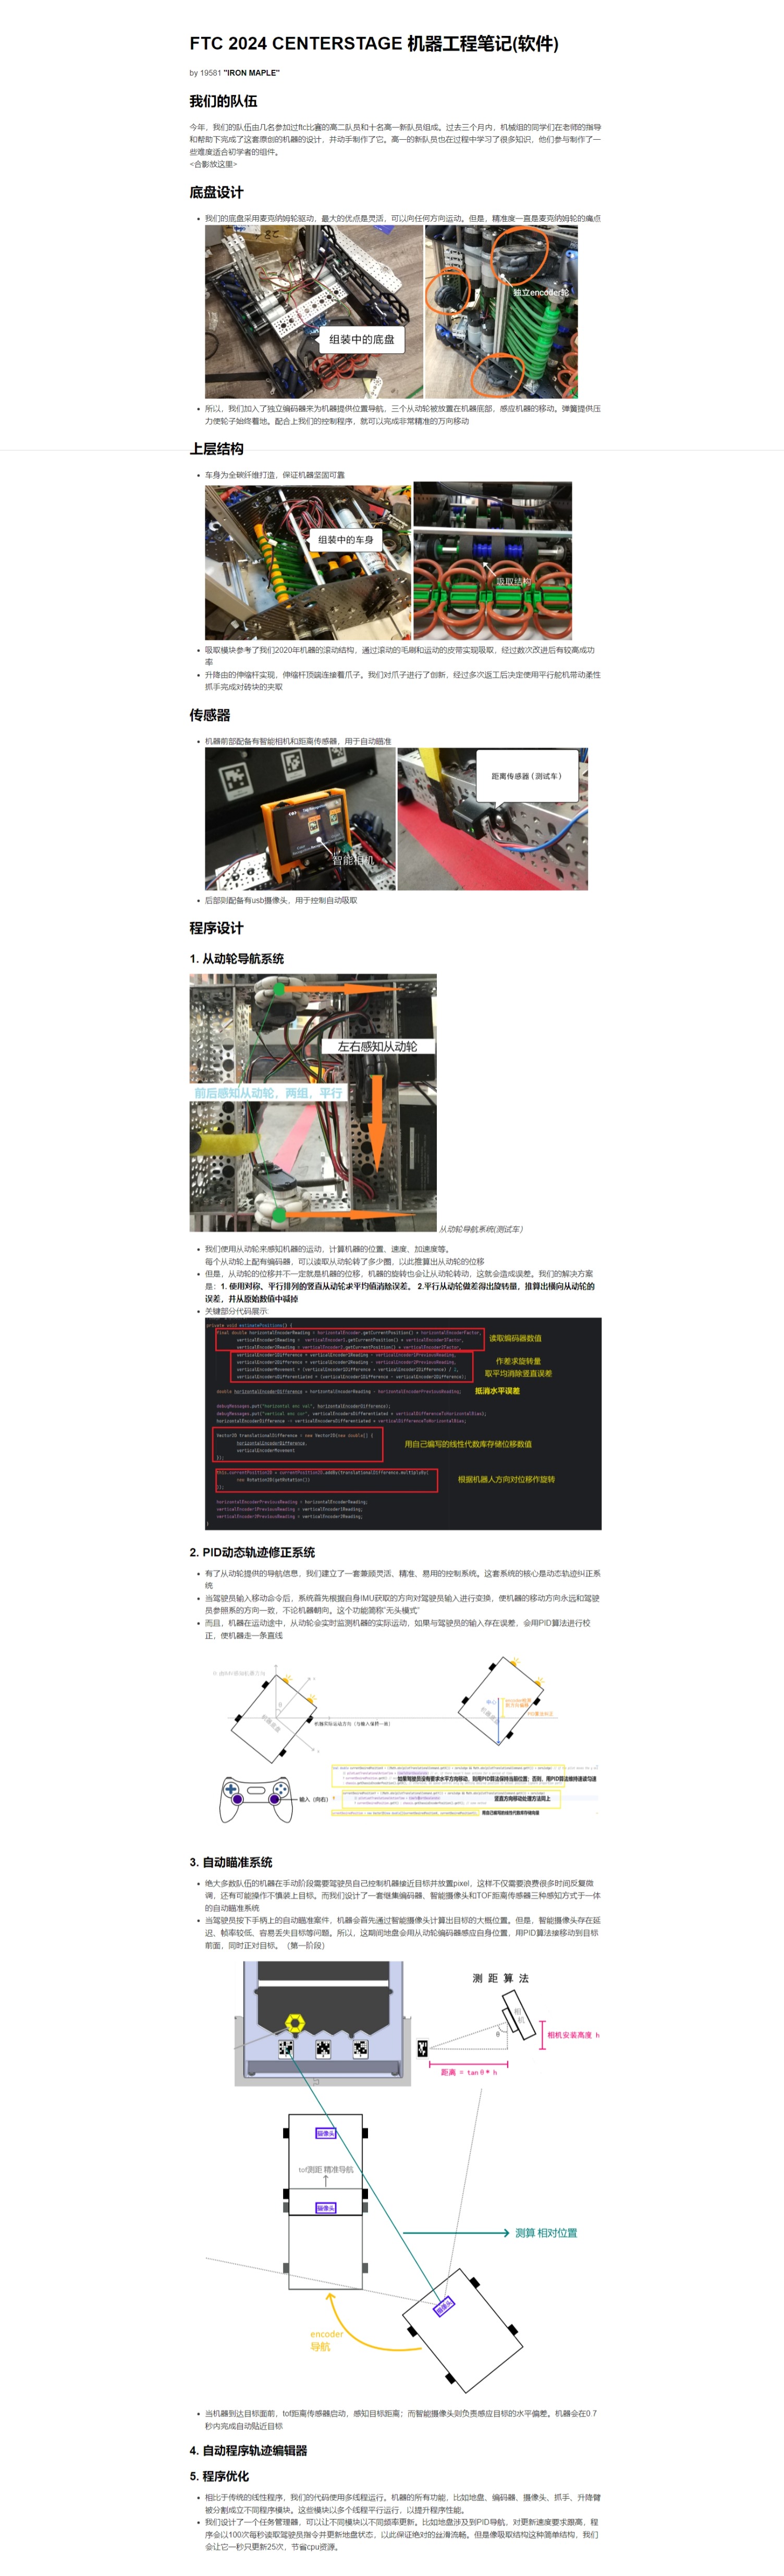 FTC 2024 CENTERSTAGE 机器工程笔记(软件)
by 19581 "IRON MAPLE"
我们的队伍
今年，我们的队伍由几名参加过ftc比赛的高二队员和十名高一新队员组成。过去三个月内，机械组的同学们在老师的指导
和帮助下完成了这套原创的机器的设计，并动手制作了它。高一的新队员也在过程中学习了很多知识，他们参与制作了一
些难度适合初学者的组件。
<合影放这里>
底盘设计
我们的底盘采用麦克纳姆轮驱动，最大的优点是灵活，可以向任何方向运动。但是，精准度一直是麦克纳姆轮的痛点
组装中的底盘
独立encoder轮
所以，我们加入了独立编码器来为机器提供位置导航，三个从动轮被放置在机器底部，感应机器的移动。弹簧提供压
力使轮子始终着地。配合上我们的控制程序，就可以完成非常精准的万向移动
上层结构
车身为全碳纤维打造，保证机器坚固可靠
组装中的车身
吸取结构
吸取模块参考了我们2020年机器的滚动结构，通过滚动的毛刷和运动的皮带实现吸取，经过数次改进后有较高成功
率
升降由的伸缩杆实现，伸缩杆顶端连接着爪子。我们对爪子进行了创新，经过多次返工后决定使用平行舵机带动柔性
抓手完成对砖块的夹取
传感器
机器前部配备有智能相机和距离传感器，用于自动瞄准
智能相机
距离传感器 (测试车)
后部则配备有usb摄像头，用于控制自动吸取
程序设计
1. 从动轮导航系统
左右感知从动轮
前后感知从动轮，两组，平行
从动轮导航系统(测试车)
我们使用从动轮来感知机器的运动，计算机器的位置、速度、加速度等。
每个从动轮上配有编码器，可以读取从动轮转了多少圈，以此推算出从动轮的位移
但是，从动轮的位移并不一定就是机器的位移，机器的旋转也会让从动轮转动，这就会造成误差。我们的解决方案
是：1. 使用对称、平行排列的竖直从动轮求平均值消除误差。 2.平行从动轮做差得出旋转量，推算出横向从动轮的
误差，并从原始数值中减掉
关键部分代码展示:
private void estimatePositions() {
读取编码器数值
作差求旋转量
取平均消除竖直误差
double horizontalEncoderDifference = horizontalEncoderReading - horizontalEncoderPreviousReading;
抵消水平误差
用自己编写的线性代数库存储位移数值
horizontalEncoderDifference,
verticalEncoderMovement
});
根据机器人方向对位移作旋转
horizontalEncoderPreviousReading = horizontalEncoderReading;
verticalEncoder1PreviousReading = verticalEncoder1Reading;
verticalEncoder2PreviousReading = verticalEncoder2Reading;
}
2. PID动态轨迹修正系统
有了从动轮提供的导航信息，我们建立了一套兼顾灵活、精准、易用的控制系统。这套系统的核心是动态轨迹纠正系
统
当驾驶员输入移动命令后，系统首先根据自身IMU获取的方向对驾驶员输入进行变换，使机器的移动方向永远和驾驶
员参照系的方向一致，不论机器朝向。这个功能简称"无头模式"
而且，机器在运动途中，从动轮会实时监测机器的实际运动，如果与驾驶员的输入存在误差，会用PID算法进行校
正，使机器走一条直线
输入（向右）
竖直方向移动处理方法同上
用自己编写的线性代数库存储向量
3. 自动瞄准系统
绝大多数队伍的机器在手动阶段需要驾驶员自己控制机器接近目标并放置pixel，这样不仅需要浪费很多时间反复微
调，还有可能操作不慎装上目标。而我们设计了一套继集编码器、智能摄像头和TOF距离传感器三种感知方式于一体
的自动瞄准系统
当驾驶员按下手柄上的自动瞄准案件，机器会首先通过智能摄像头计算出目标的大概位置。但是，智能摄像头存在延
迟、帧率较低、容易丢失目标等问题。所以，这期间地盘会用从动轮编码器感应自身位置，用PID算法接移动到目标
前面，同时正对目标。（第一阶段）
测 距 算 法
相机
θ
相机安装高度 h
距离 = tan θ * h
摄像头
tof测距 精准导航
摄像头
测算 相对位置
摄像头
encoder
导航
当机器到达目标面前，tof距离传感器启动，感知目标距离；而智能摄像头则负责感应目标的水平偏差。机器会在0.7
秒内完成自动贴近目标
4. 自动程序轨迹编辑器
5. 程序优化
相比于传统的线性程序，我们的代码使用多线程运行。机器的所有功能，比如地盘、编码器、摄像头、抓手、升降臂
被分割成立不同程序模块。这些模块以多个线程平行运行，以提升程序性能。
我们设计了一个任务管理器，可以让不同模块以不同频率更新。比如地盘涉及到PID导航，对更新速度要求跟高，程
序会以100次每秒读取驾驶员指令并更新地盘状态，以此保证绝对的丝滑流畅。但是像吸取结构这种简单结构，我们
会让它一秒只更新25次，节省cpu资源。